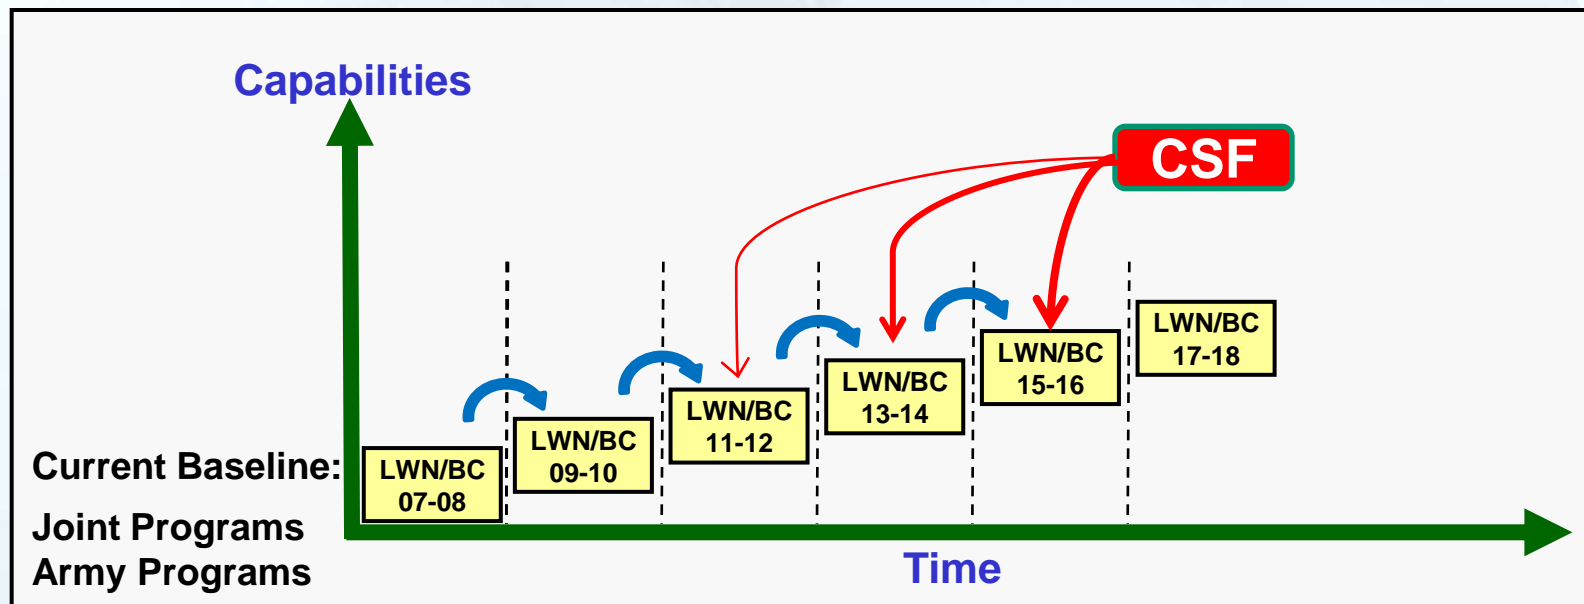 Capabilities
CSF
LWN/BC
17-18
LWN/BC
15-16
LWN/BC
13-14
LWN/BC
11-12
LWN/BC
09-10
LWN/BC
07-08
Current Baseline:
Joint Programs
Army Programs
Time